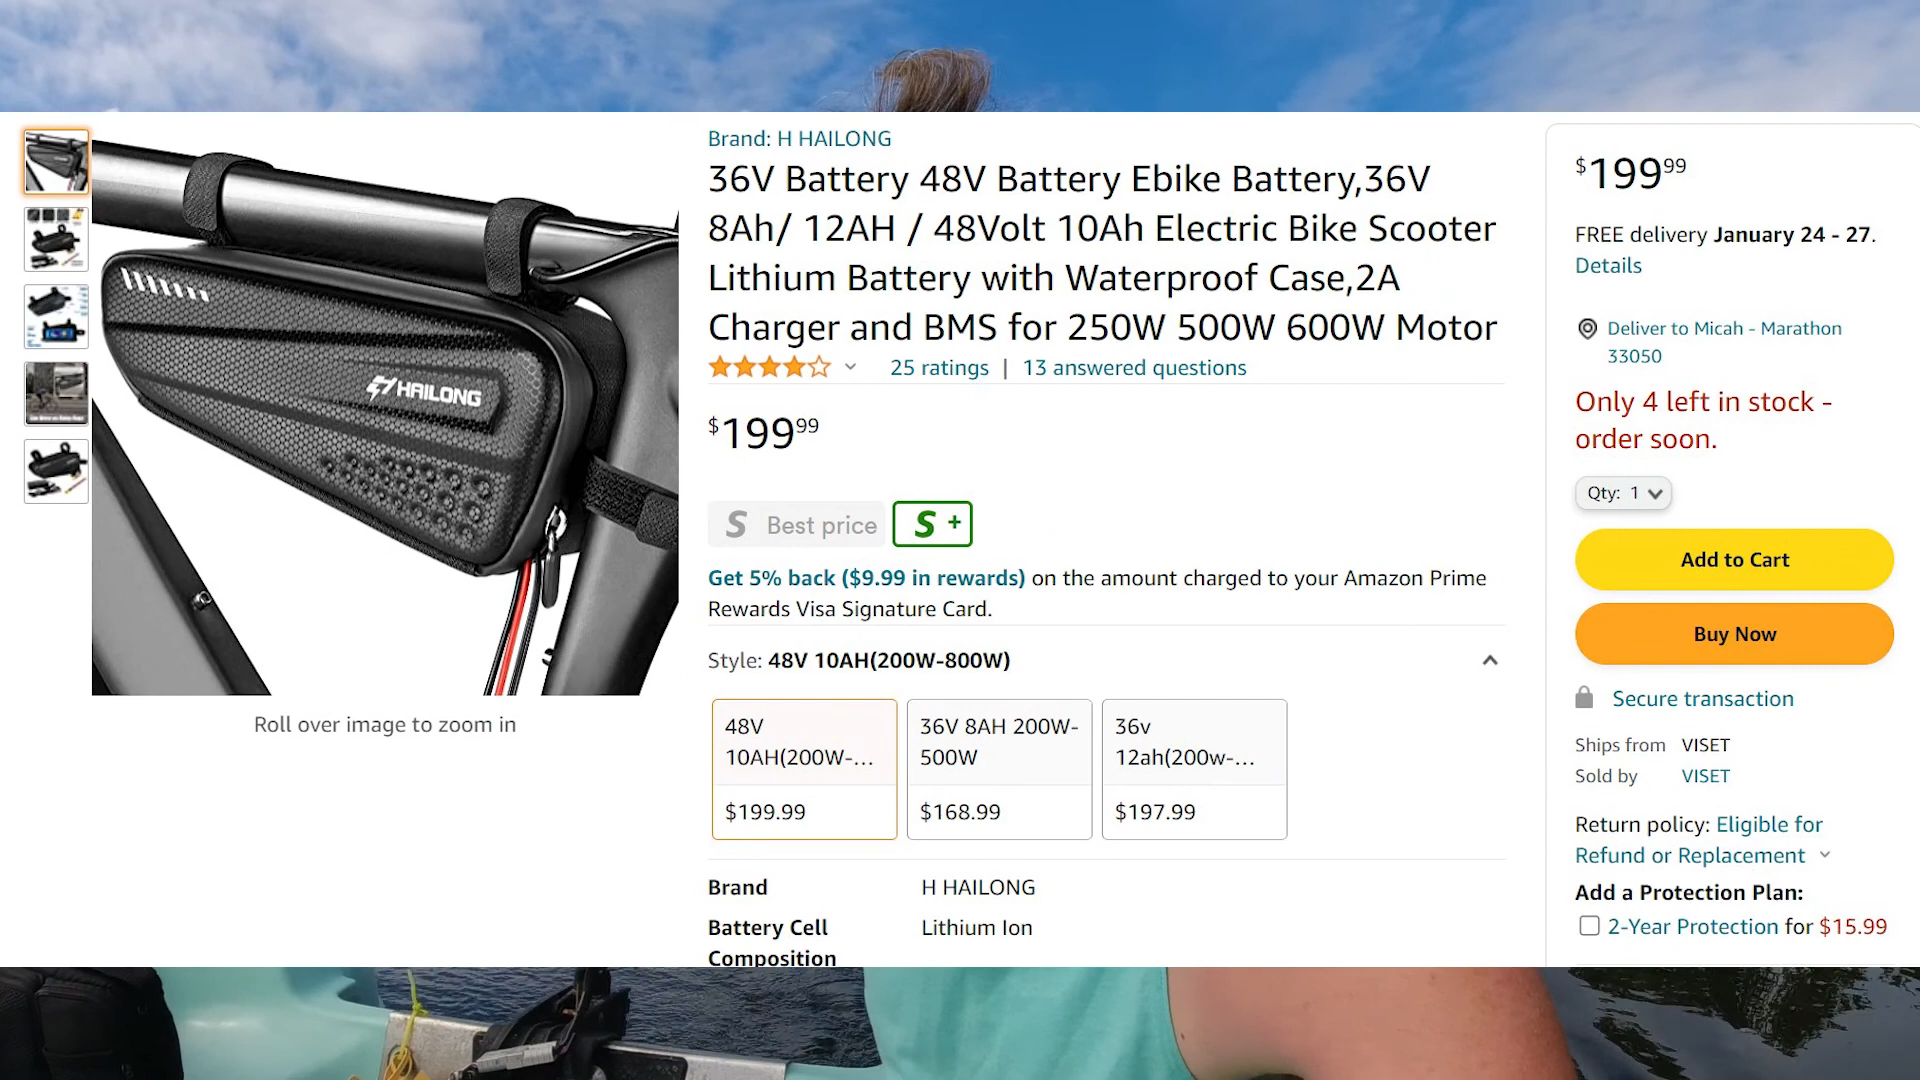 Brand: H HAILONG
36V Battery 48V Battery Ebike Battery,36V
8Ah/ 12AH / 48Volt 10Ah Electric Bike Scooter
Lithium Battery with Waterproof Case,2A
Charger and BMS for 250W 500W 600W Motor
25 ratings | 13 answered questions
$199 99
S Best price
S +
Get 5% back ($9.99 in rewards) on the amount charged to your Amazon Prime
Rewards Visa Signature Card.
Style: 48V 10AH(200W-800W)
48V
10AH(200W-...
$199.99
36V 8AH 200W-
500W
$168.99
36v
12ah(200w-...
$197.99
Brand H HAILONG
Battery Cell Lithium Ion
Composition
HAILONG
Roll over image to zoom in
$199 99
FREE delivery January 24 - 27.
Details
Deliver to Micah - Marathon
33050
Only 4 left in stock -
order soon.
Qty: 1
Add to Cart
Buy Now
Secure transaction
Ships from VISET
Sold by VISET
Return policy: Eligible for
Refund or Replacement
Add a Protection Plan:
2-Year Protection for $15.99